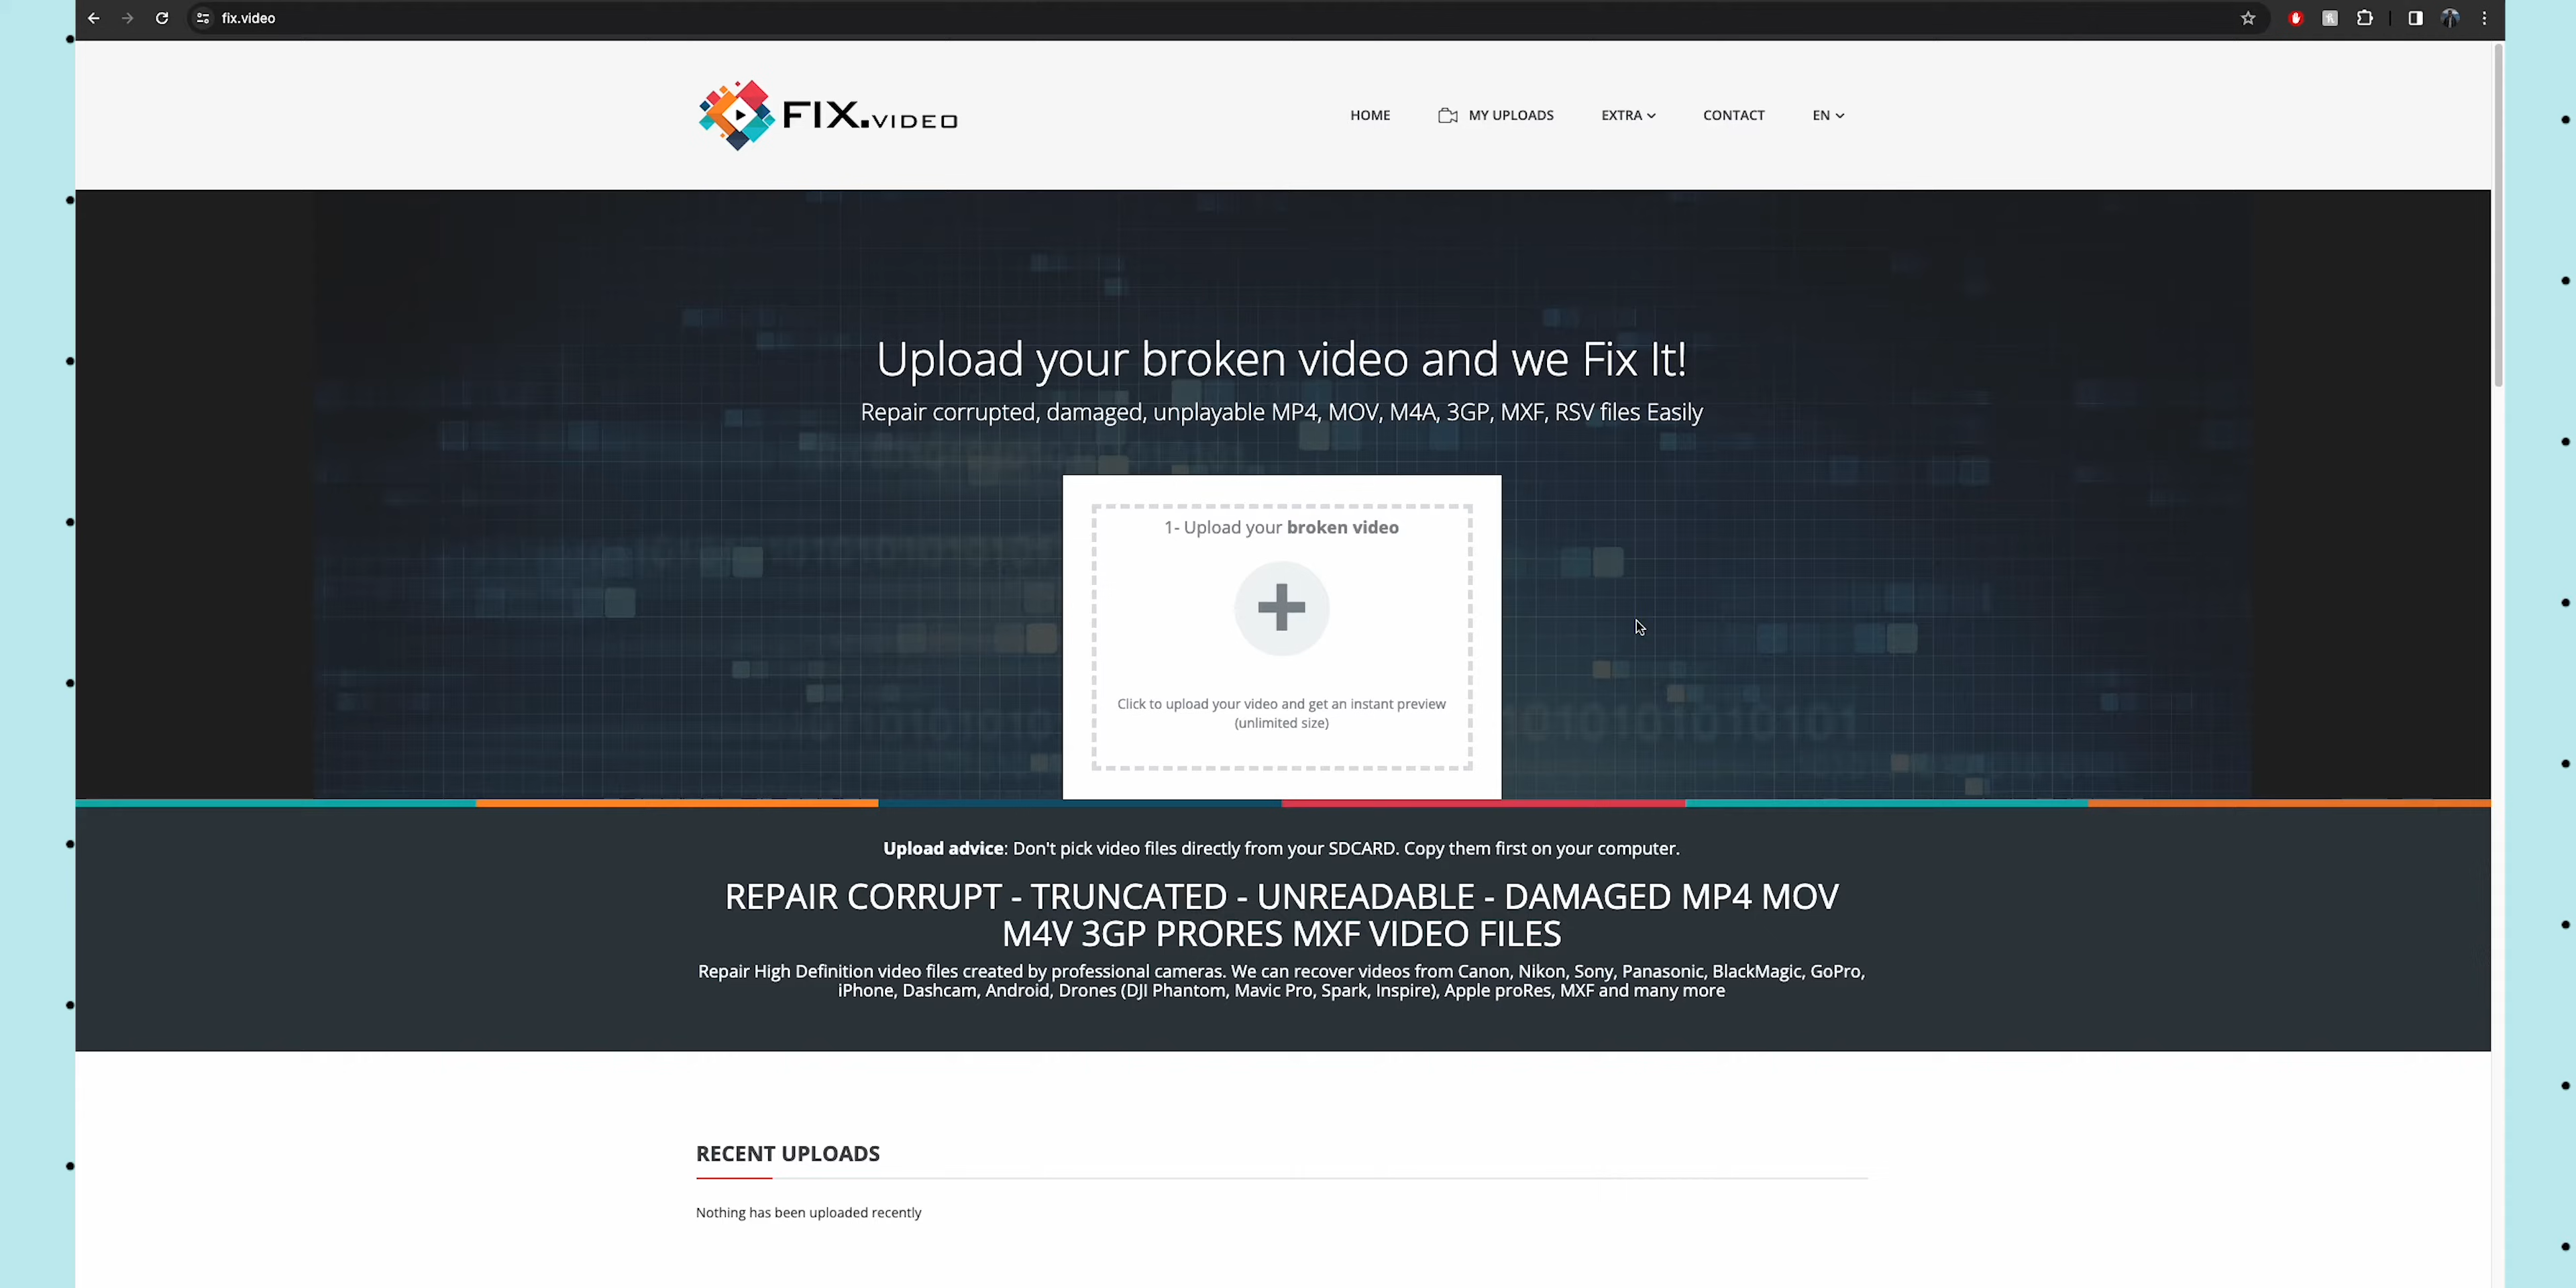 fix.video
FIX.VIDEO
HOME MY UPLOADS EXTRA CONTACT EN
Upload your broken video and we Fix It!
Repair corrupted, damaged, unplayable MP4, MOV, M4A, 3GP, MXF, RSV files Easily
1- Upload your broken video
Click to upload your video and get an instant preview
(unlimited size)
10101010101
Upload advice: Don't pick video files directly from your SDCARD. Copy them first on your computer.
REPAIR CORRUPT - TRUNCATED - UNREADABLE - DAMAGED MP4 MOV
M4V 3GP PRORES MXF VIDEO FILES
Repair High Definition video files created by professional cameras. We can recover videos from Canon, Nikon, Sony, Panasonic, BlackMagic, GoPro,
iPhone, Dashcam, Android, Drones (DJI Phantom, Mavic Pro, Spark, Inspire), Apple proRes, MXF and many more
RECENT UPLOADS
Nothing has been uploaded recently